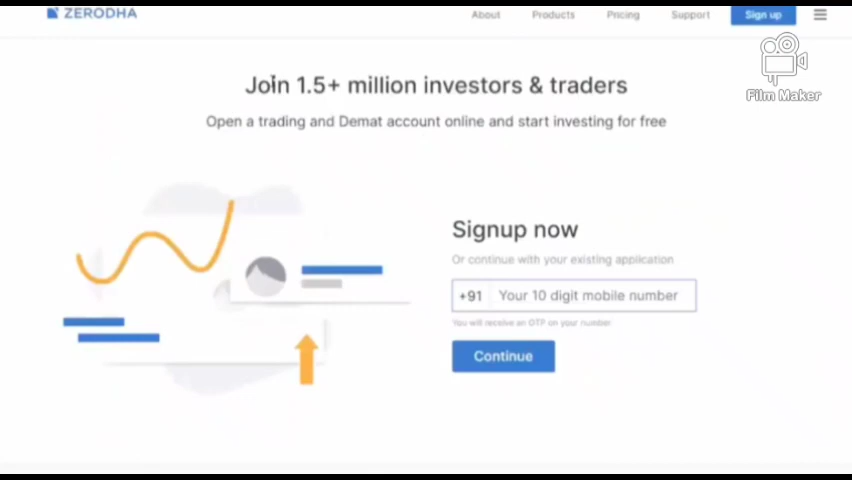 ZERODHA
About Products Pricing Support Sign up
Film Maker
Join 1.5+ million investors & traders
Open a trading and Demat account online and start investing for free
Signup now
Or continue with your existing application
+91 Your 10 digit mobile number
You will receive an OTP on your number
Continue